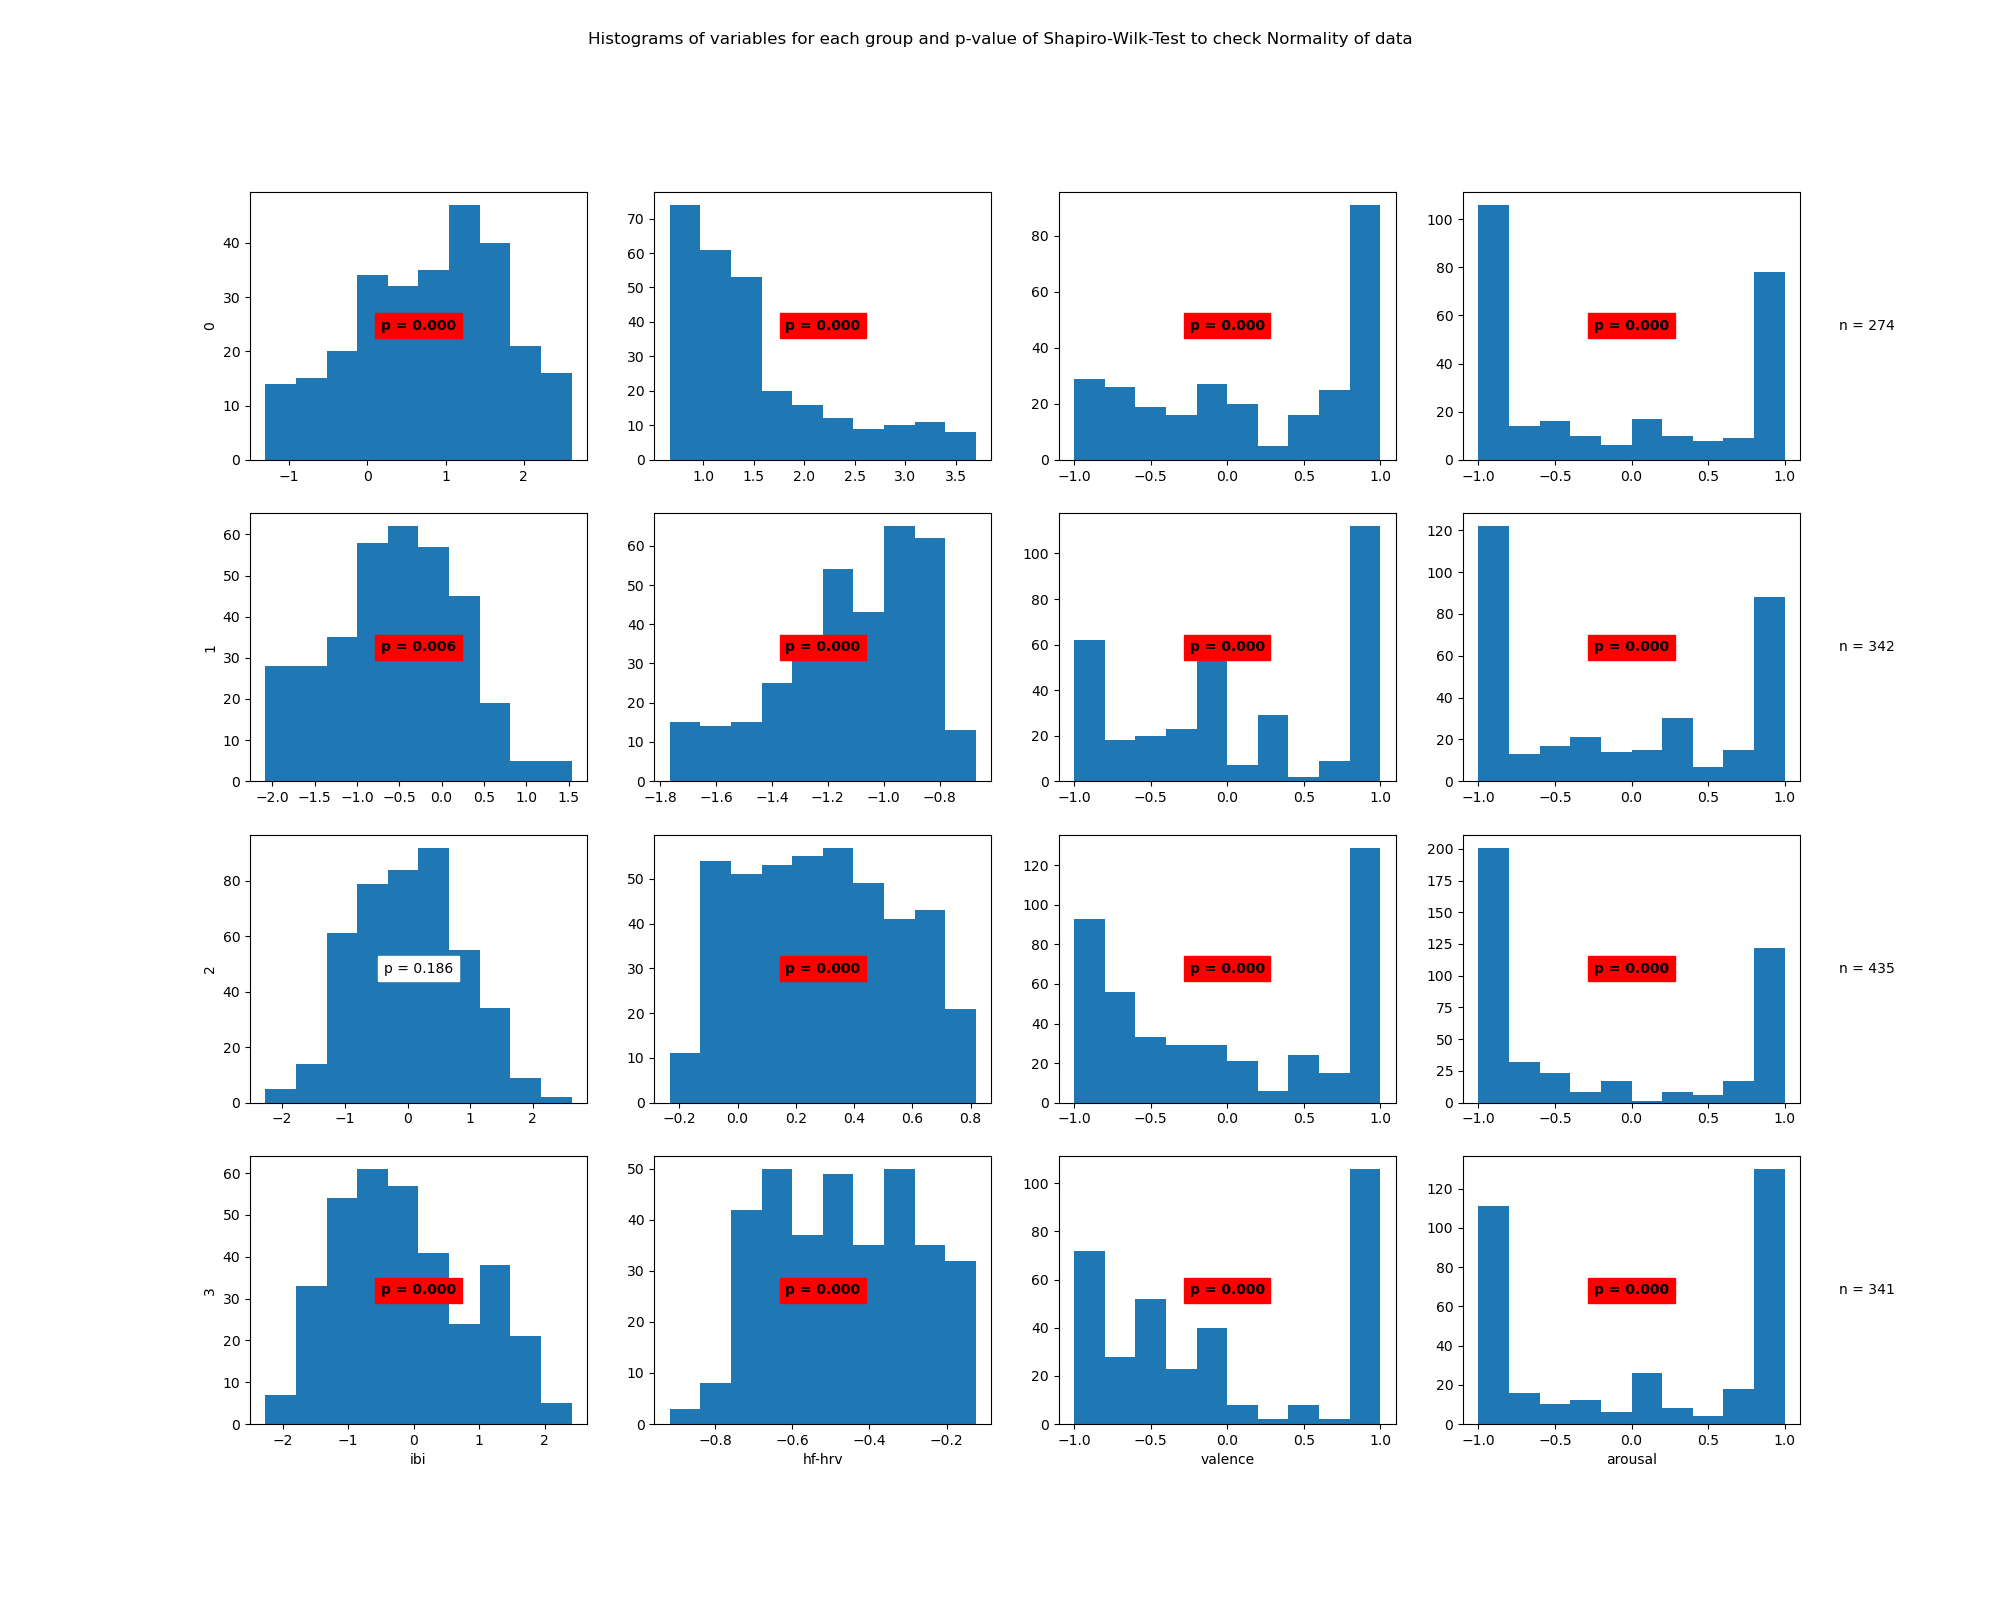 Histograms of variables for each group and p-value of Shapiro-Wilk-Test to check Normality of data
0
40
30
20
10
0
p = 0.000
−1 0 1 2
70
60
50
40
30
20
10
0
p = 0.000
1.0 1.5 2.0 2.5 3.0 3.5
80
60
40
20
0
p = 0.000
−1.0 −0.5 0.0 0.5 1.0
100
80
60
40
20
0
p = 0.000
−1.0 −0.5 0.0 0.5 1.0
n = 274
1
60
50
40
30
20
10
0
p = 0.006
−2.0 −1.5 −1.0 −0.5 0.0 0.5 1.0 1.5
60
50
40
30
20
10
0
p = 0.000
−1.8 −1.6 −1.4 −1.2 −1.0 −0.8
100
80
60
40
20
0
p = 0.000
−1.0 −0.5 0.0 0.5 1.0
120
100
80
60
40
20
0
p = 0.000
−1.0 −0.5 0.0 0.5 1.0
n = 342
2
80
60
40
20
0
p = 0.186
−2 −1 0 1 2
50
40
30
20
10
0
p = 0.000
−0.2 0.0 0.2 0.4 0.6 0.8
120
100
80
60
40
20
0
p = 0.000
−1.0 −0.5 0.0 0.5 1.0
200
175
150
125
100
75
50
25
0
p = 0.000
−1.0 −0.5 0.0 0.5 1.0
n = 435
3
60
50
40
30
20
10
0
p = 0.000
−2 −1 0 1 2
ibi
50
40
30
20
10
0
p = 0.000
−0.8 −0.6 −0.4 −0.2
hf-hrv
100
80
60
40
20
0
p = 0.000
−1.0 −0.5 0.0 0.5 1.0
valence
120
100
80
60
40
20
0
p = 0.000
−1.0 −0.5 0.0 0.5 1.0
arousal
n = 341